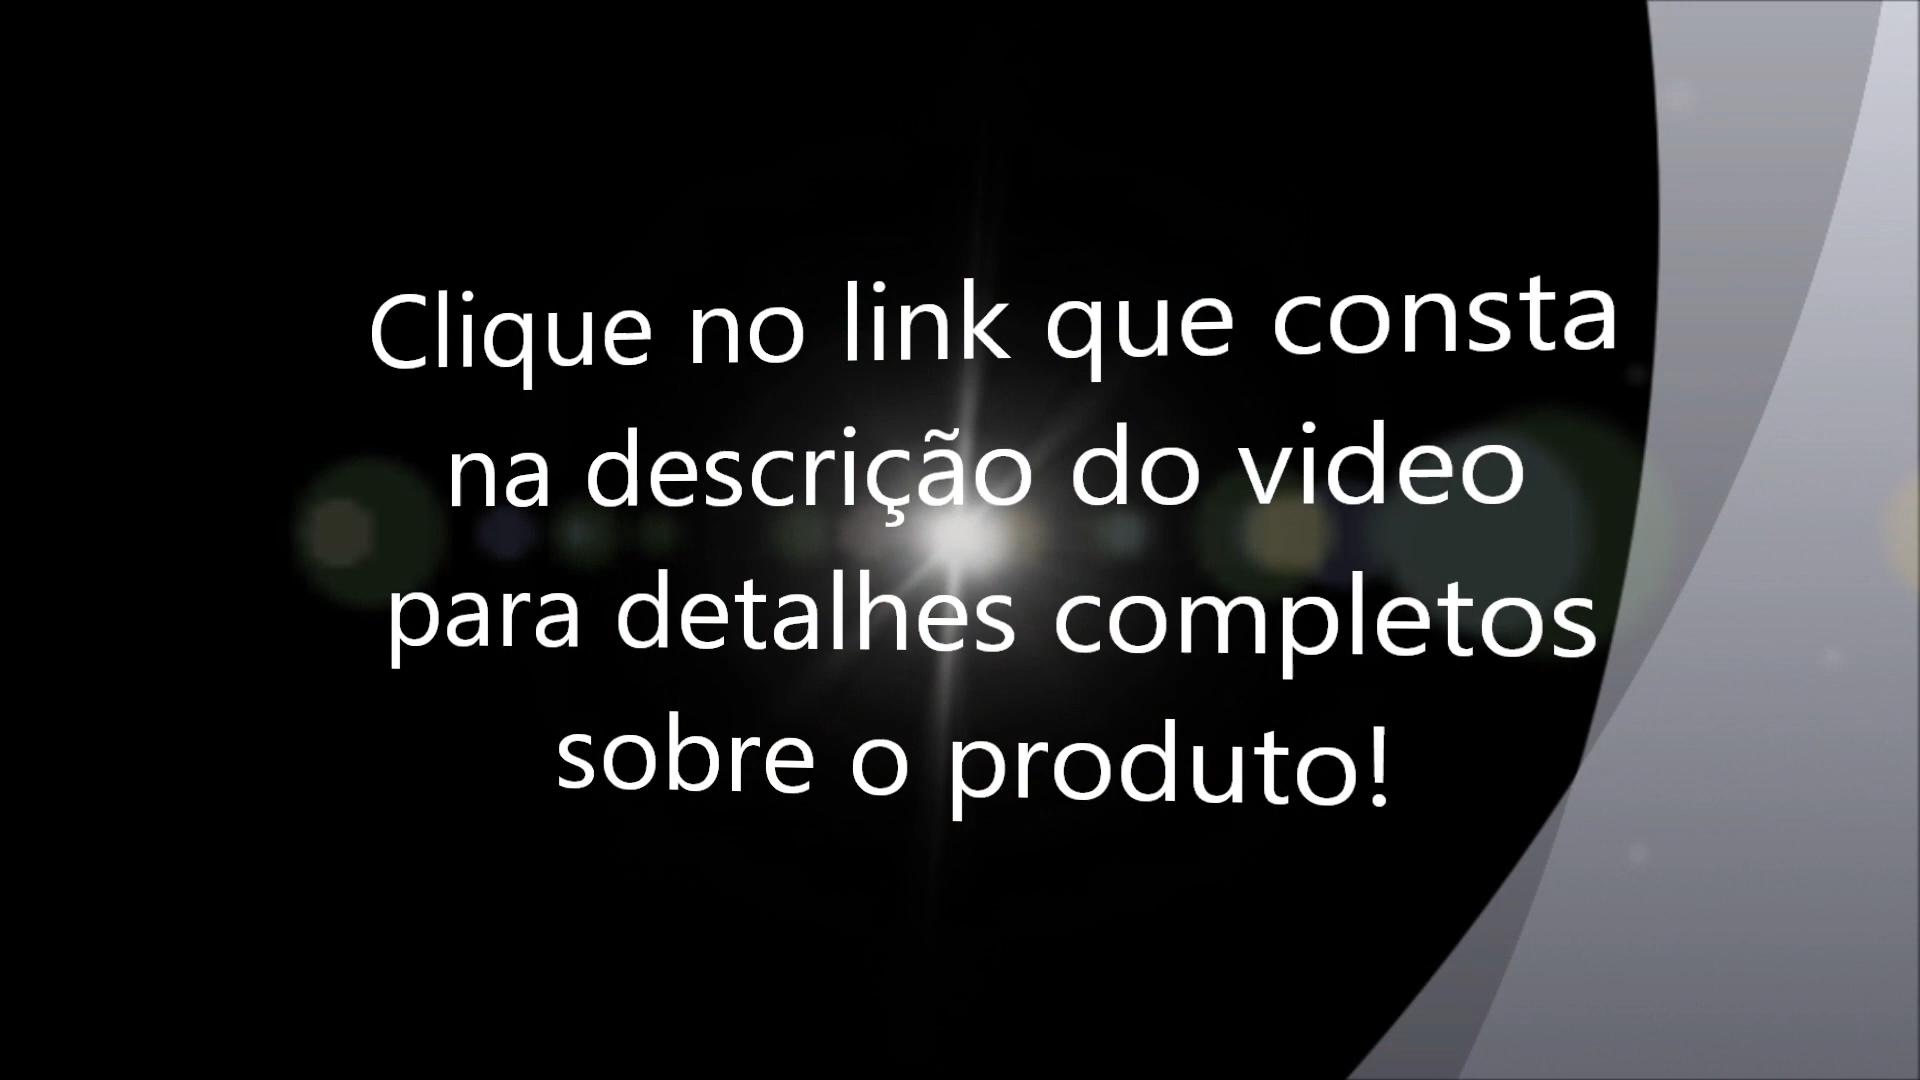 Clique no link que consta
na descrição do video
para detalhes completos
sobre o produto!